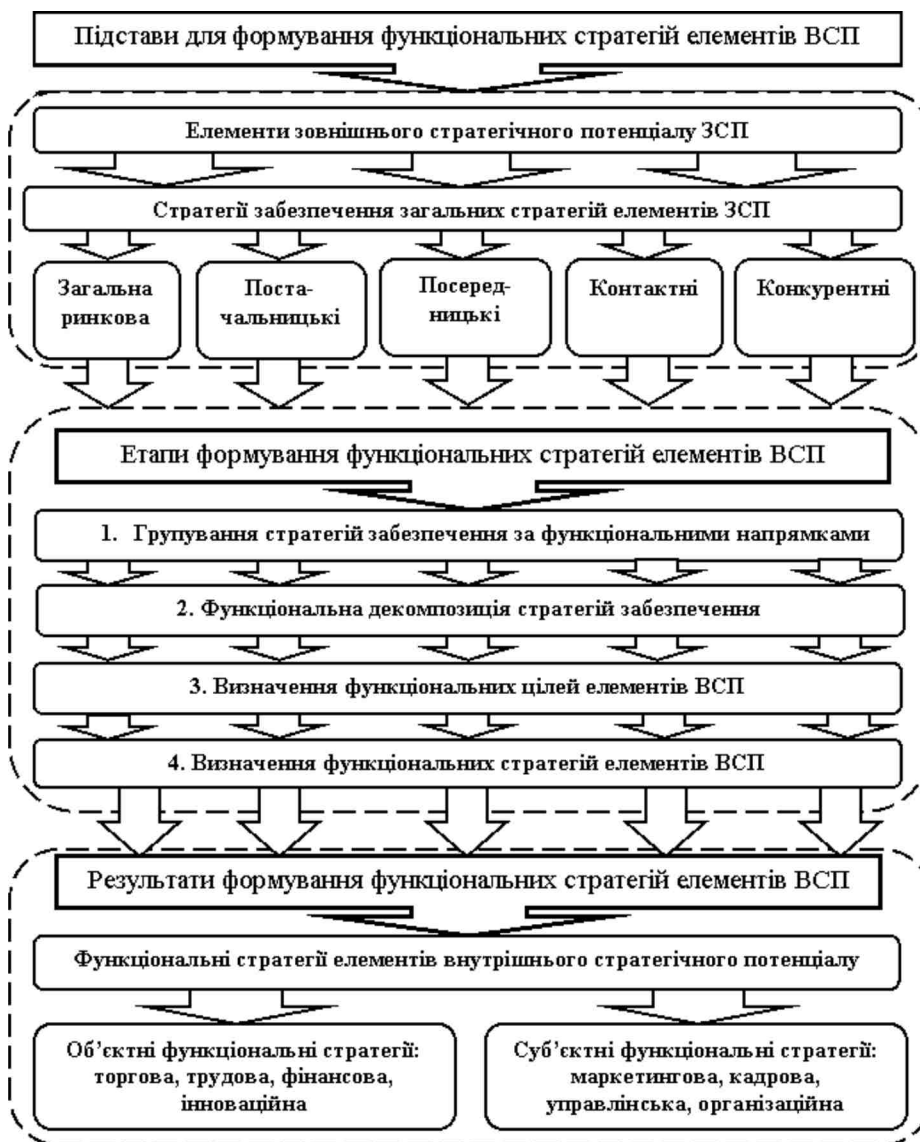 Підстави для формування функціональних стратегій елементів ВСП
Елементи зовнішнього стратегічного потенціалу ЗСП
Стратегії забезпечення загальних стратегій елементів ЗСП
Загальна
ринкова
Поста-
чальницькі
Посеред-
ницькі
Контактні
Конкурентні
Етапи формування функціональних стратегій елементів ВСП
1. Групування стратегій забезпечення за функціональними напрямками
2. Функціональна декомпозиція стратегій забезпечення
3. Визначення функціональних цілей елементів ВСП
4. Визначення функціональних стратегій елементів ВСП
Результати формування функціональних стратегій елементів ВСП
Функціональні стратегії елементів внутрішнього стратегічного потенціалу
Об’єктні функціональні стратегії:
торгова, трудова, фінансова,
інноваційна
Суб’єктні функціональні стратегії:
маркетингова, кадрова,
управлінська, організаційна